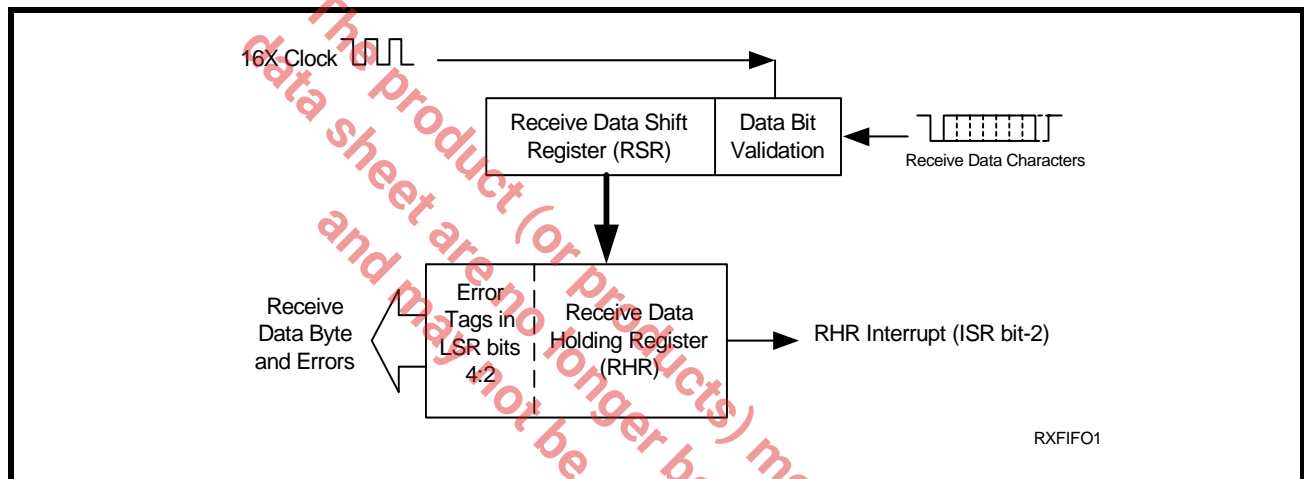 16X Clock
Receive Data Shift
Register (RSR)
Data Bit
Validation
Receive Data Characters
Receive
Data Byte
and Errors
Error
Tags in
LSR bits
4:2
Receive Data
Holding Register
(RHR)
RHR Interrupt (ISR bit-2)
RXFIFO1
The product (or products) me
data sheet are no longer be
and may not be